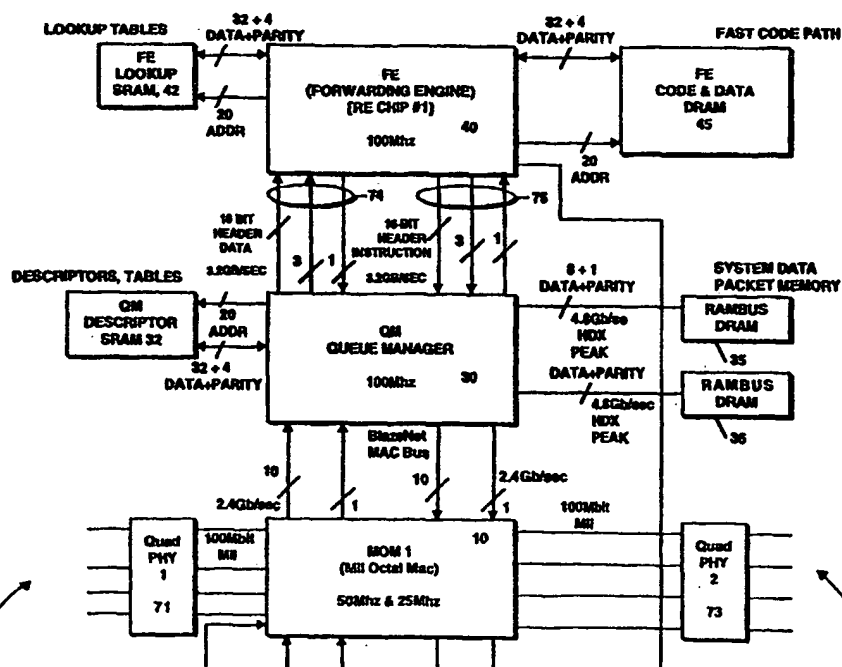 LOOKUP TABLES
32 + 4
DATA+PARITY
32 + 4
DATA+PARITY
FAST CODE PATH
FE
LOOKUP
SRAM, 42
20
ADDR
FE
(FORWARDING ENGINE)
[RE CHIP #1]
40
100Mhz
FE
CODE & DATA
DRAM
45
20
ADDR
74
75
16 BIT
HEADER
DATA
3.2GB/SEC
3
1
16-BIT
HEADER
INSTRUCTION
3.2GB/SEC
3
1
DESCRIPTORS, TABLES
QM
DESCRIPTOR
SRAM 32
20
ADDR
32 + 4
DATA+PARITY
QM
QUEUE MANAGER
100Mhz
30
8 + 1
DATA+PARITY
4.8Gb/se
HDX
PEAK
SYSTEM DATA
PACKET MEMORY
RAMBUS
DRAM
35
DATA+PARITY
4.8Gb/sec
HDX
PEAK
RAMBUS
DRAM
36
BlazeNet
MAC Bus
10
2.4Gb/sec
1
10
2.4Gb/sec
1
100Mbit
MII
100Mbit
MII
Quad
PHY
1
71
MOM 1
(MII Octal Mac)
10
50Mhz & 25Mhz
Quad
PHY
2
73